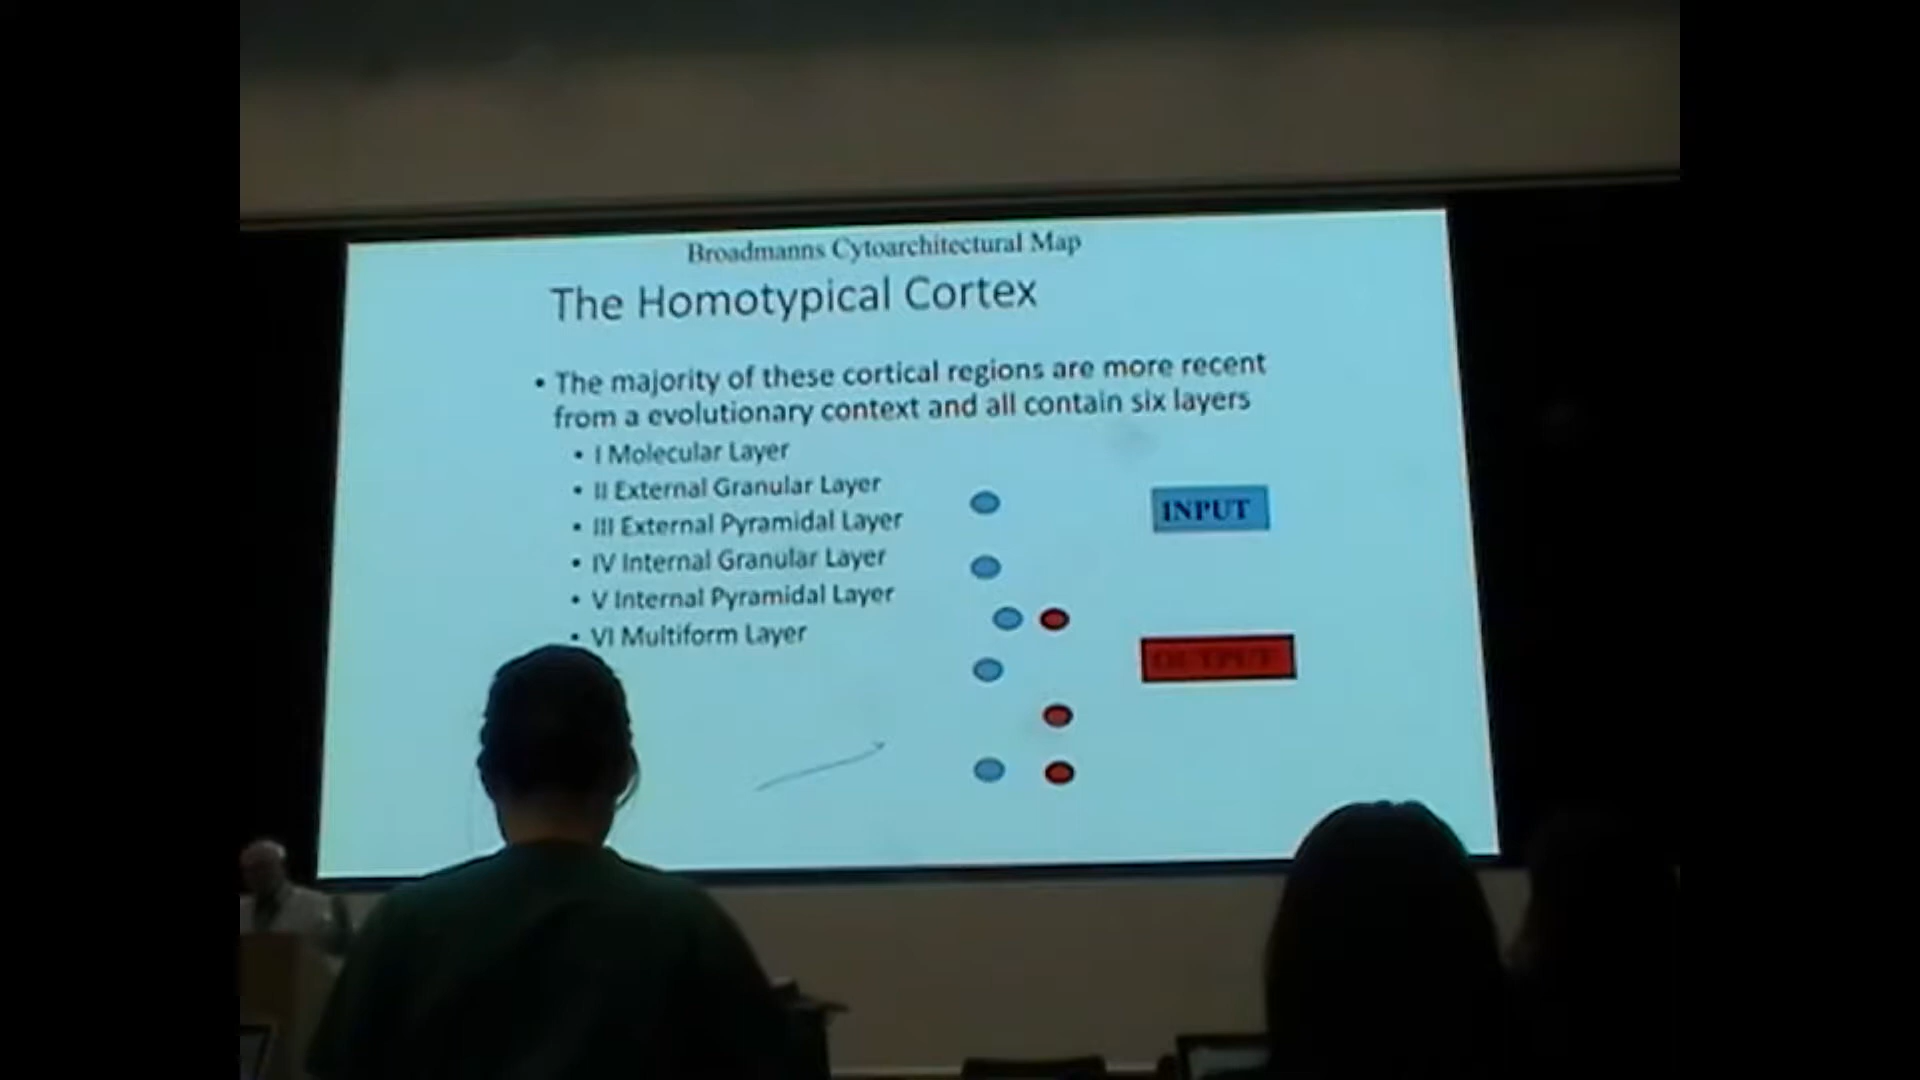 Broadmanns Cytoarchitectural Map
The Homotypical Cortex
• The majority of these cortical regions are more recent
from a evolutionary context and all contain six layers
• I Molecular Layer
• II External Granular Layer
• III External Pyramidal Layer
• IV Internal Granular Layer
• V Internal Pyramidal Layer
• VI Multiform Layer
INPUT
OUTPUT